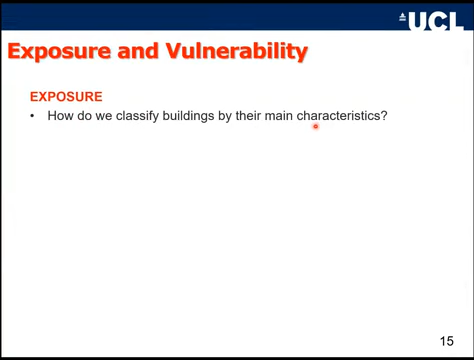 UCL
Exposure and Vulnerability
EXPOSURE
• How do we classify buildings by their main characteristics?
15